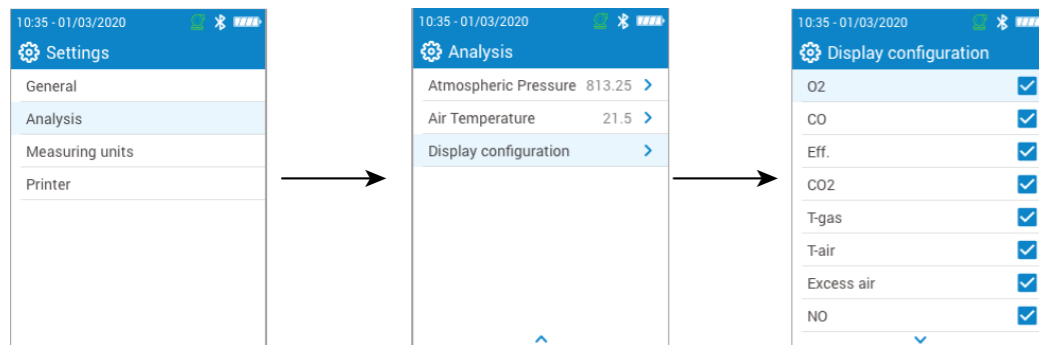 10:35 - 01/03/2020
Settings
General
Analysis
Measuring units
Printer
10:35 - 01/03/2020
Analysis
Atmospheric Pressure 813.25
Air Temperature 21.5
Display configuration
10:35 - 01/03/2020
Display configuration
O2
CO
Eff.
CO2
T-gas
T-air
Excess air
NO